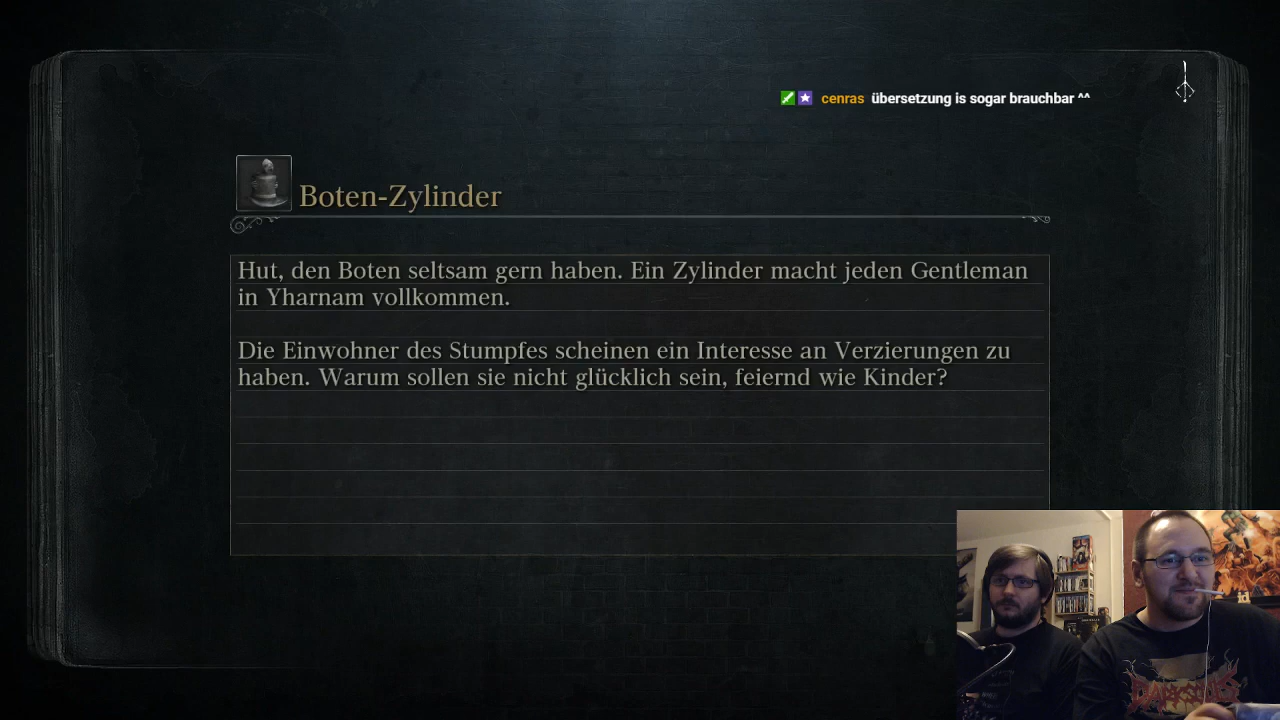 cenras übersetzung is sogar brauchbar ^^
Boten-Zylinder
Hut, den Boten seltsam gern haben. Ein Zylinder macht jeden Gentleman
in Yharnam vollkommen.
Die Einwohner des Stumpfes scheinen ein Interesse an Verzierungen zu
haben. Warum sollen sie nicht glücklich sein, feiernd wie Kinder?
DARKSOULS